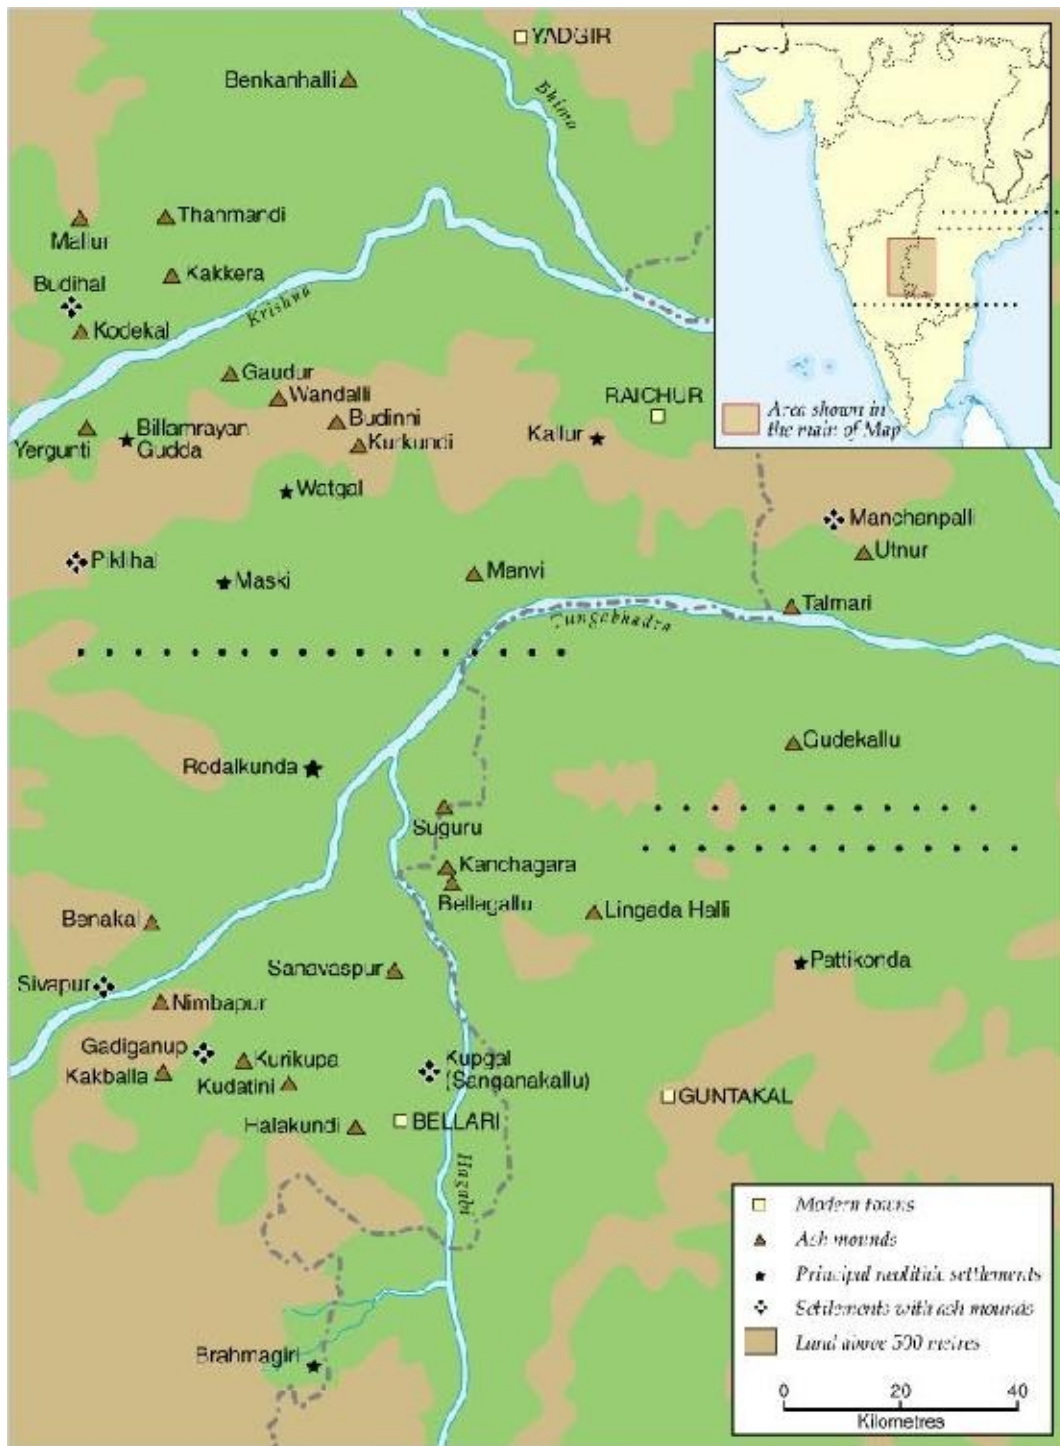 YADGIR
Benkanhalli
Bhima
Thanmandi
Mallur
Kakkera
Budihal
Krishna
Kodekal
Gaudur
Wandalli
RAICHUR
Area shown in
the main of Map
Budinni
Billamrayan
Gudda
Kallur
Kurkundi
Yergunti
Watgal
Manchanpalli
Utnur
Piklihal
Maski
Manvi
Talmari
Tungabhadra
Gudekallu
Rodalkunda
Suguru
Kanchagara
Bellagallu
Lingada Halli
Benakal
Pattikonda
Sanavaspur
Sivapur
Nimbapur
Gadiganup
Kurikupa
Kupgal
(Sanganakallu)
Kakballa
Kudatini
GUNTAKAL
Halakundi
BELLARI
Hagabi
Modern towns
Ash mounds
Principal neolithic settlements
Settlements with ash mounds
Land above 500 metres
Brahmagiri
0 20 40
Kilometres